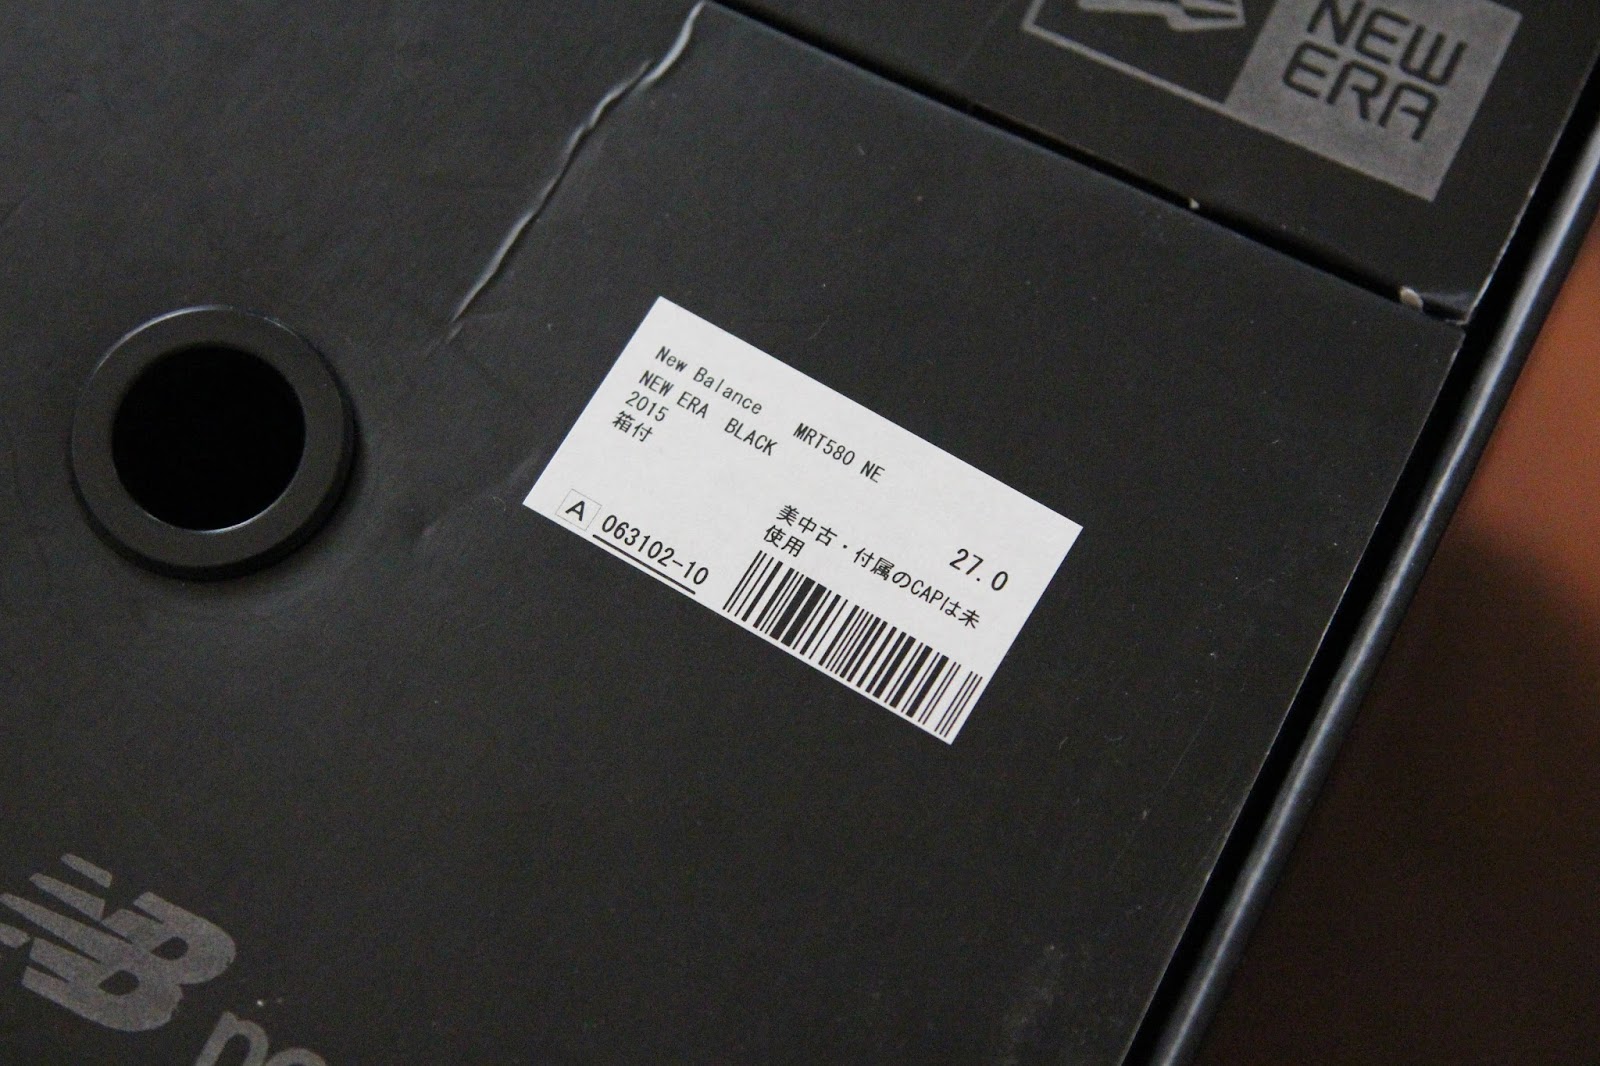 NEW
ERA
New Balance MRT580 NE
NEW ERA BLACK
2015
箱付
27.0
美中古・付属のCAPは未
使用
A 063102-10
NB